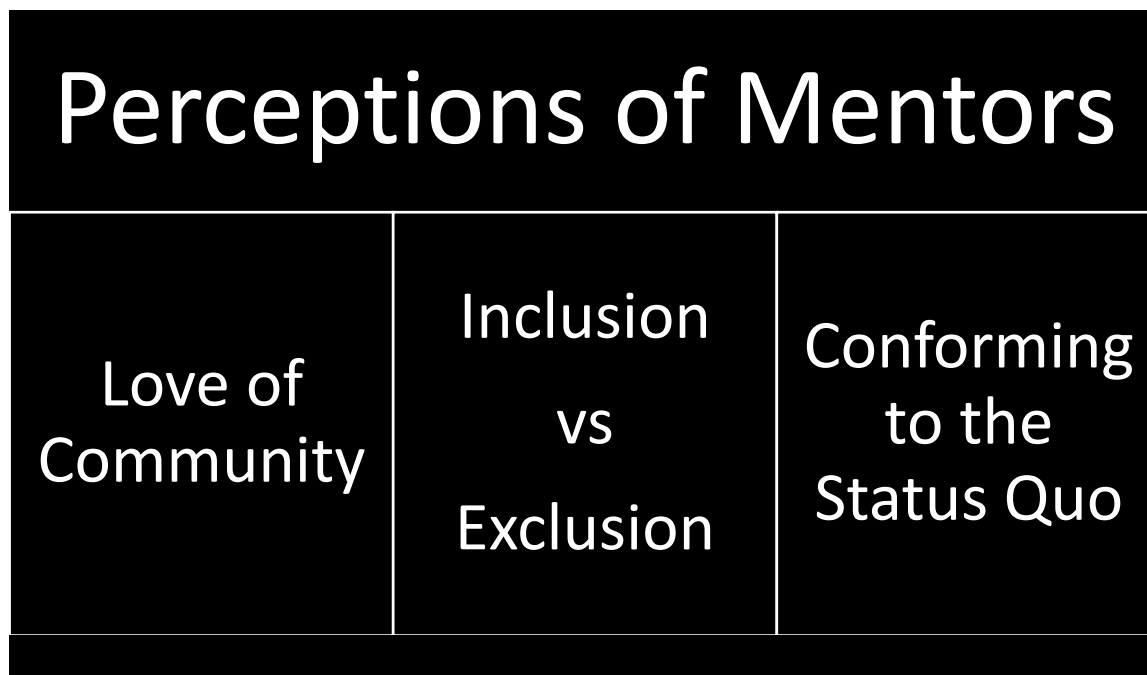 Perceptions of Mentors
Love of
Community
Inclusion
vs
Exclusion
Conforming
to the
Status Quo